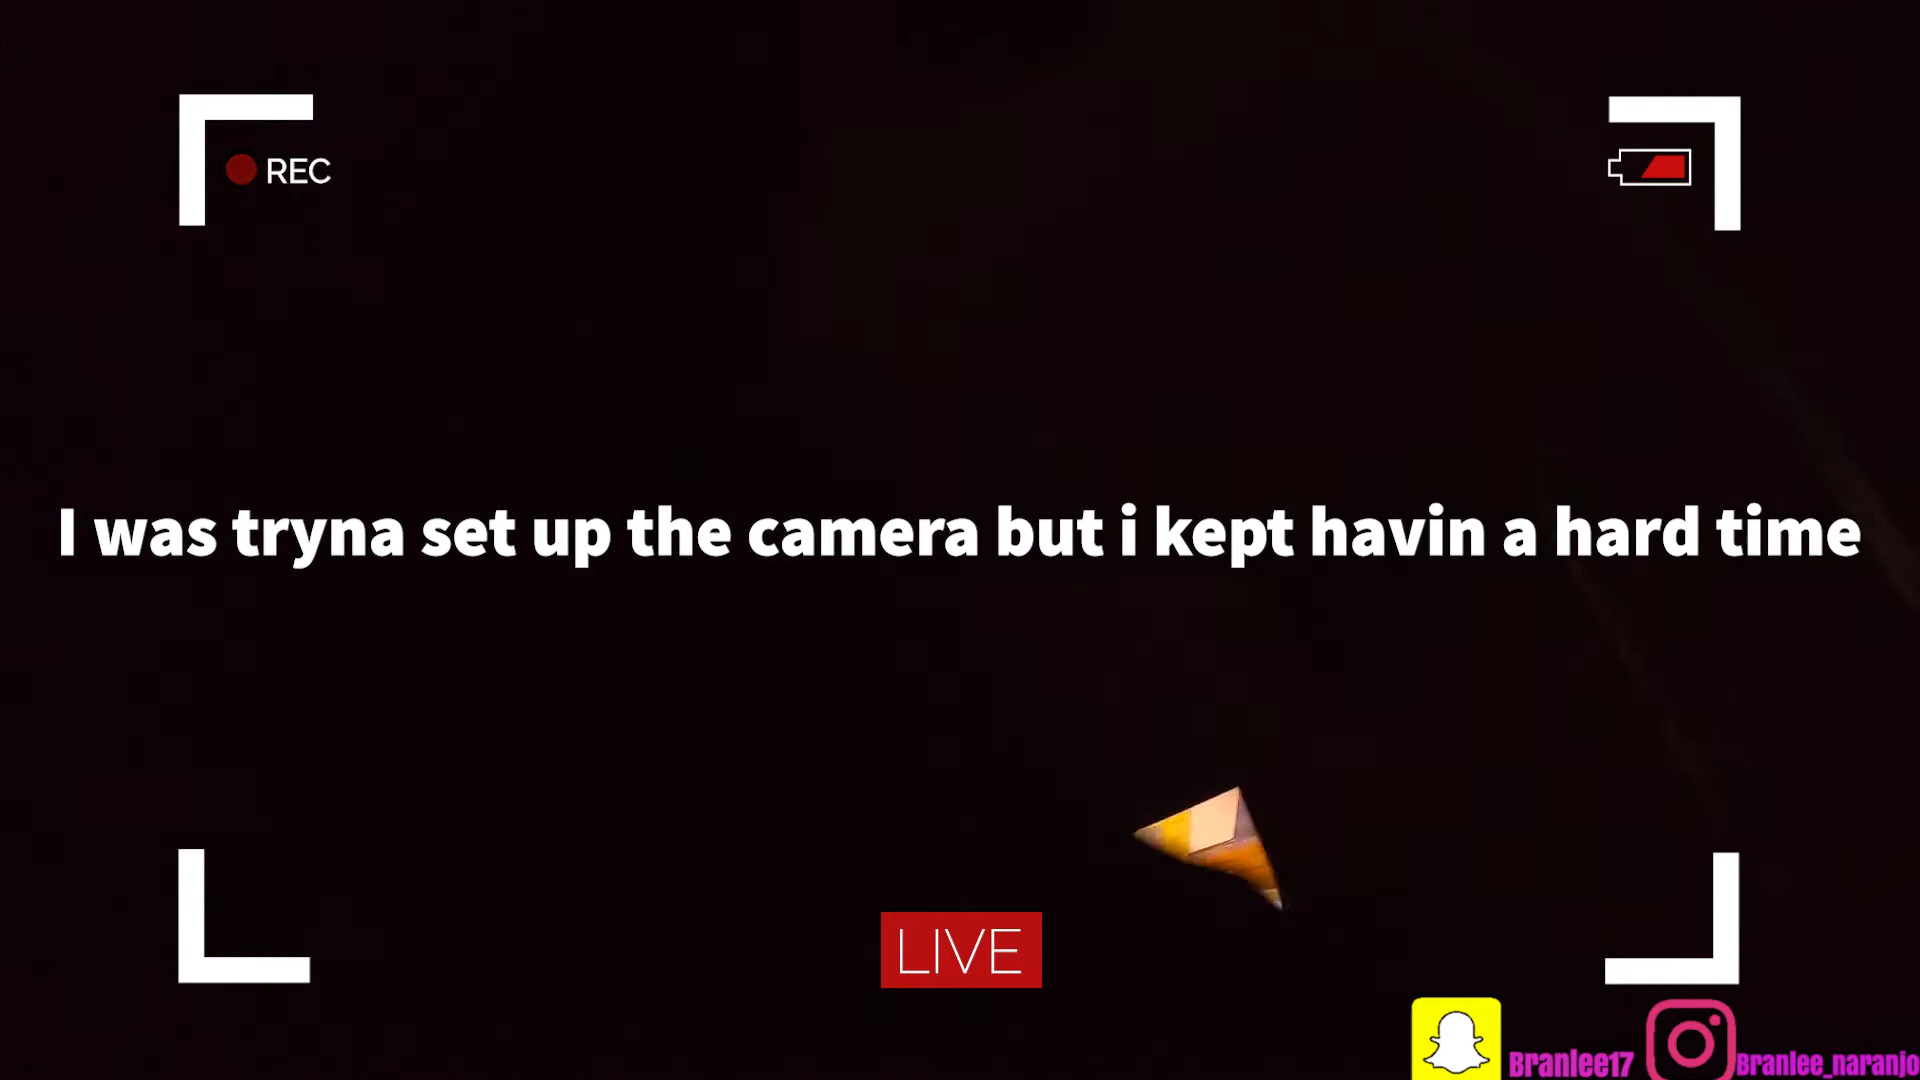 REC
I was tryna set up the camera but i kept havin a hard time
LIVE
Branlee17
Branlee_naranjo